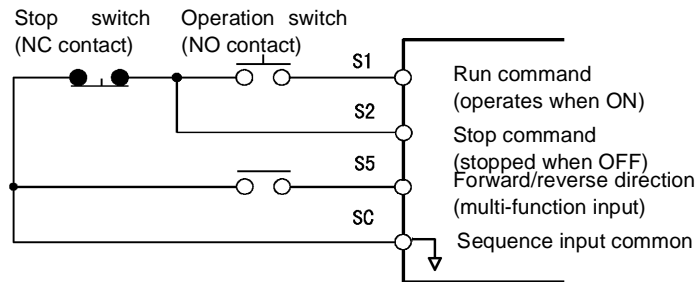 Stop switch
(NC contact)
Operation switch
(NO contact)
S1
Run command
(operates when ON)
S2
Stop command
(stopped when OFF)
S5
Forward/reverse direction
(multi-function input)
SC
Sequence input common